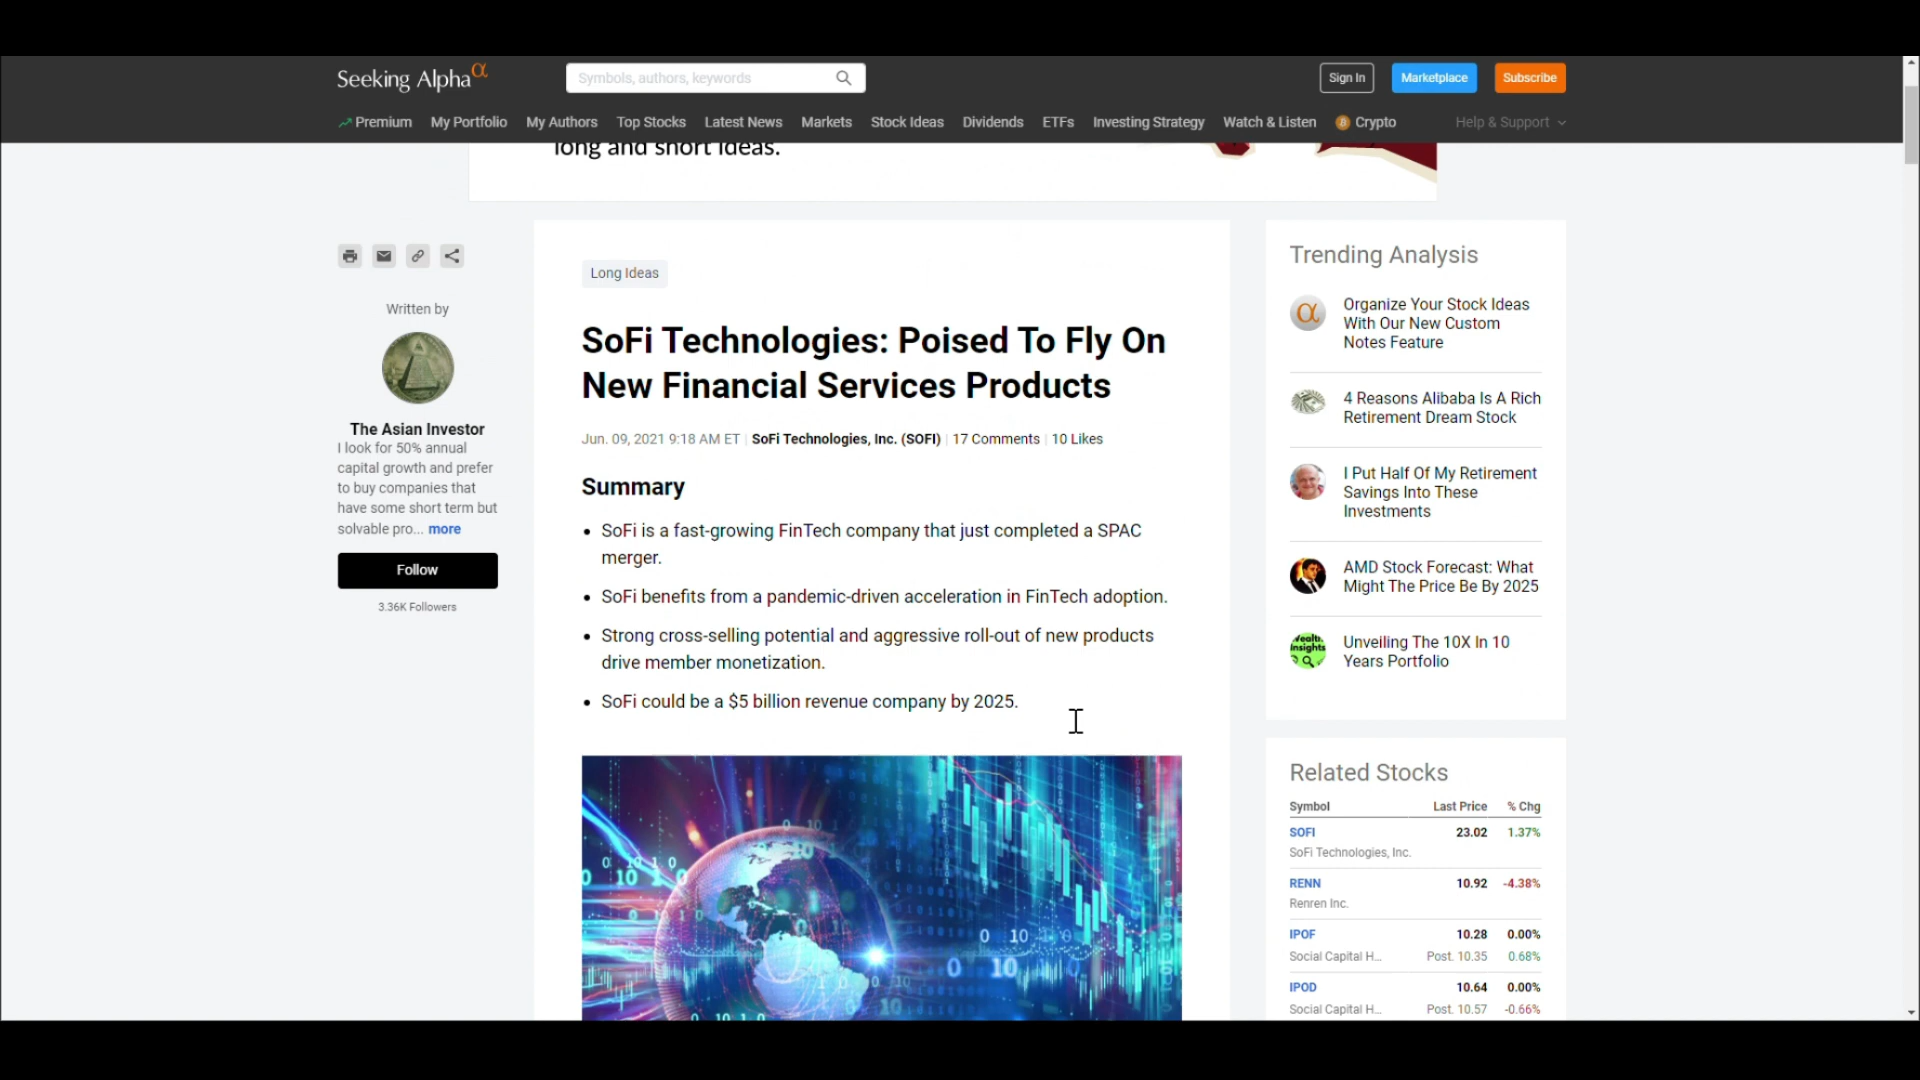 Seeking Alpha α
Symbols, authors, keywords
Sign In
Marketplace
Subscribe
Premium
My Portfolio
My Authors
Top Stocks
Latest News
Markets
Stock Ideas
Dividends
ETFs
Investing Strategy
Watch & Listen
Crypto
Help & Support
long and short ideas.
Written by
The Asian Investor
I look for 50% annual
capital growth and prefer
to buy companies that
have some short term but
solvable pro... more
Follow
3.36K Followers
Long Ideas
SoFi Technologies: Poised To Fly On
New Financial Services Products
Jun. 09, 2021 9:18 AM ET | SoFi Technologies, Inc. (SOFI) | 17 Comments | 10 Likes
Summary
• SoFi is a fast-growing FinTech company that just completed a SPAC
merger.
• SoFi benefits from a pandemic-driven acceleration in FinTech adoption.
• Strong cross-selling potential and aggressive roll-out of new products
drive member monetization.
• SoFi could be a $5 billion revenue company by 2025.
Trending Analysis
Organize Your Stock Ideas
With Our New Custom
Notes Feature
4 Reasons Alibaba Is A Rich
Retirement Dream Stock
I Put Half Of My Retirement
Savings Into These
Investments
AMD Stock Forecast: What
Might The Price Be By 2025
Unveiling The 10X In 10
Years Portfolio
Related Stocks
Symbol Last Price % Chg
SOFI 23.02 1.37%
SoFi Technologies, Inc.
RENN 10.92 -4.38%
Renren Inc.
IPOF 10.28 0.00%
Social Capital H... Post. 10.35 0.68%
IPOD 10.64 0.00%
Social Capital H... Post. 10.57 -0.66%